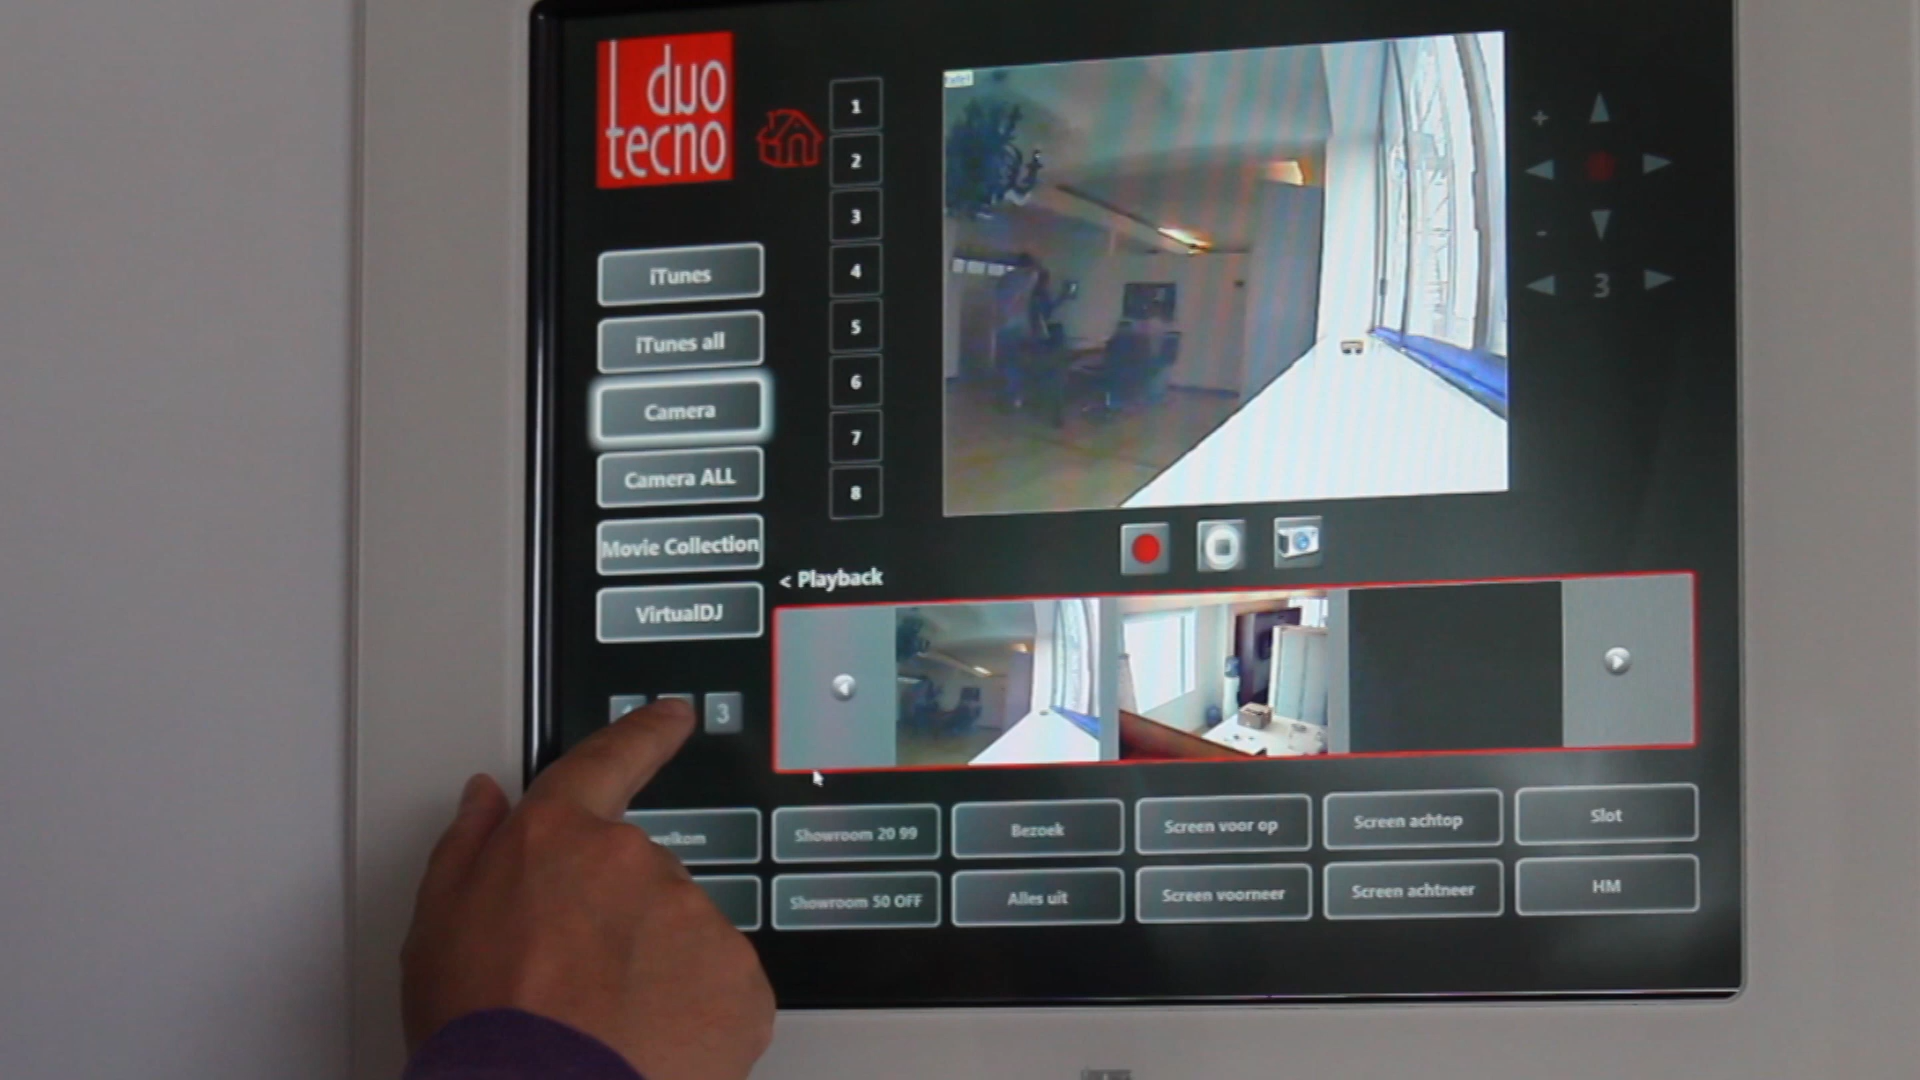 duo
tecno
1
2
3
4
5
6
7
8
+
-
3
iTunes
iTunes all
Camera
Camera ALL
Movie Collection
VirtualDJ
< Playback
3
Showroom 20 99
Bezoek
Screen voor op
Screen achtop
Slot
Showroom 50 OFF
Alles uit
Screen voorneer
Screen achtneer
HM